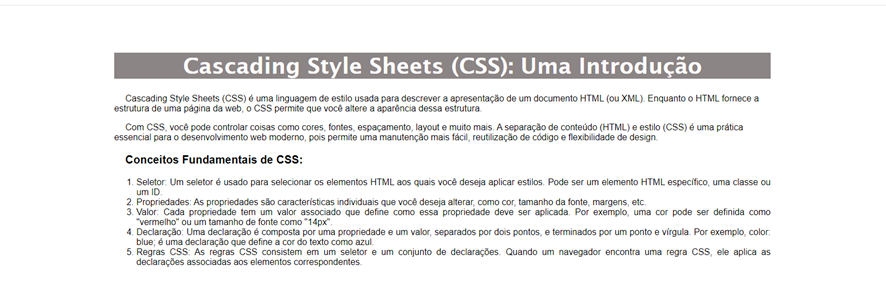 Cascading Style Sheets (CSS): Uma Introdução
Cascading Style Sheets (CSS) é uma linguagem de estilo usada para descrever a apresentação de um documento HTML (ou XML). Enquanto o HTML fornece a
estrutura de uma página da web, o CSS permite que você altere a aparência dessa estrutura.
Com CSS, você pode controlar coisas como cores, fontes, espaçamento, layout e muito mais. A separação de conteúdo (HTML) e estilo (CSS) é uma prática
essencial para o desenvolvimento web moderno, pois permite uma manutenção mais fácil, reutilização de código e flexibilidade de design.
Conceitos Fundamentais de CSS:
1. Seletor: Um seletor é usado para selecionar os elementos HTML aos quais você deseja aplicar estilos. Pode ser um elemento HTML específico, uma classe ou
um ID.
2. Propriedades: As propriedades são características individuais que você deseja alterar, como cor, tamanho da fonte, margens, etc.
3. Valor: Cada propriedade tem um valor associado que define como essa propriedade deve ser aplicada. Por exemplo, uma cor pode ser definida como
"vermelho" ou um tamanho de fonte como "14px".
4. Declaração: Uma declaração é composta por uma propriedade e um valor, separados por dois pontos, e terminados por um ponto e vírgula. Por exemplo, color:
blue; é uma declaração que define a cor do texto como azul.
5. Regras CSS: As regras CSS consistem em um seletor e um conjunto de declarações. Quando um navegador encontra uma regra CSS, ele aplica as
declarações associadas aos elementos correspondentes.